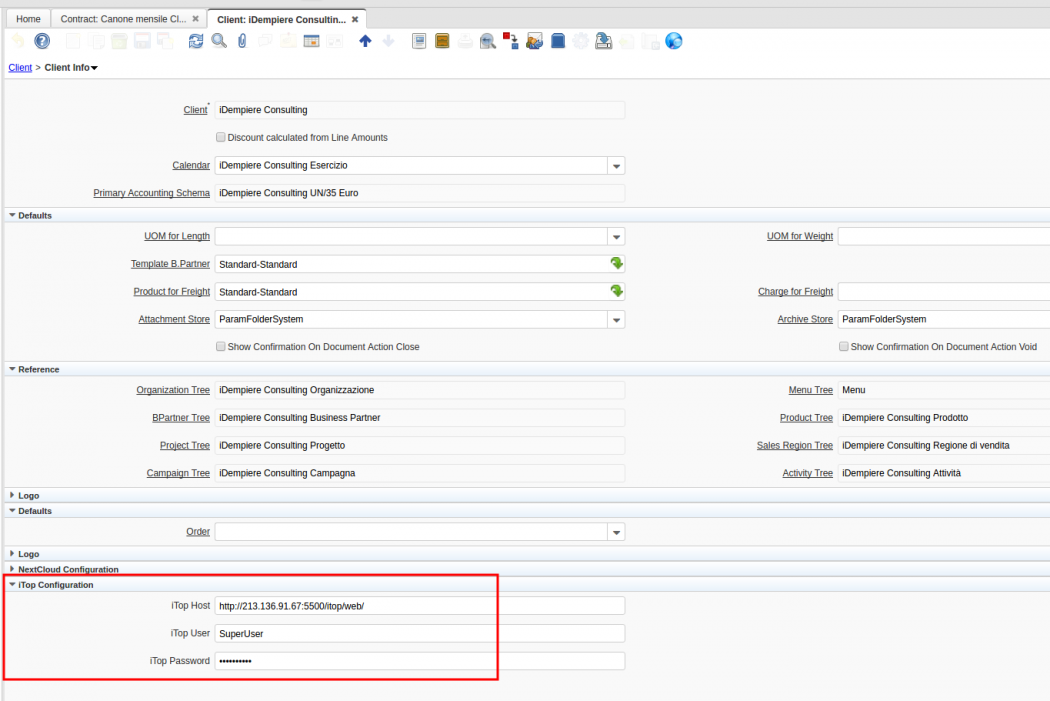 Home Contract: Canone mensile Cl... Client: iDempiere Consultin...
Client > Client Info
Client* iDempiere Consulting
Discount calculated from Line Amounts
Calendar iDempiere Consulting Esercizio
Primary Accounting Schema iDempiere Consulting UN/35 Euro
Defaults
UOM for Length UOM for Weight
Template B.Partner Standard-Standard
Product for Freight Standard-Standard Charge for Freight
Attachment Store ParamFolderSystem Archive Store ParamFolderSystem
Show Confirmation On Document Action Close Show Confirmation On Document Action Void
Reference
Organization Tree iDempiere Consulting Organizzazione Menu Tree Menu
BPartner Tree iDempiere Consulting Business Partner Product Tree iDempiere Consulting Prodotto
Project Tree iDempiere Consulting Progetto Sales Region Tree iDempiere Consulting Regione di vendita
Campaign Tree iDempiere Consulting Campagna Activity Tree iDempiere Consulting Attività
Logo
Defaults
Order
Logo
NextCloud Configuration
iTop Configuration
iTop Host http://213.136.91.67:5500/itop/web/
iTop User SuperUser
iTop Password ••••••••••